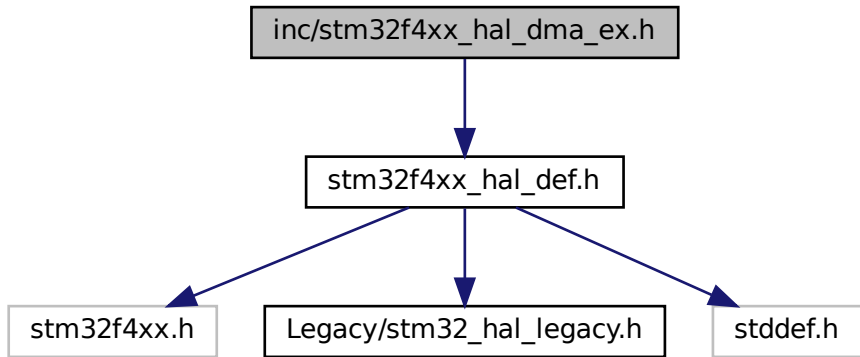 inc/stm32f4xx_hal_dma_ex.h
stm32f4xx_hal_def.h
stm32f4xx.h
Legacy/stm32_hal_legacy.h
stddef.h